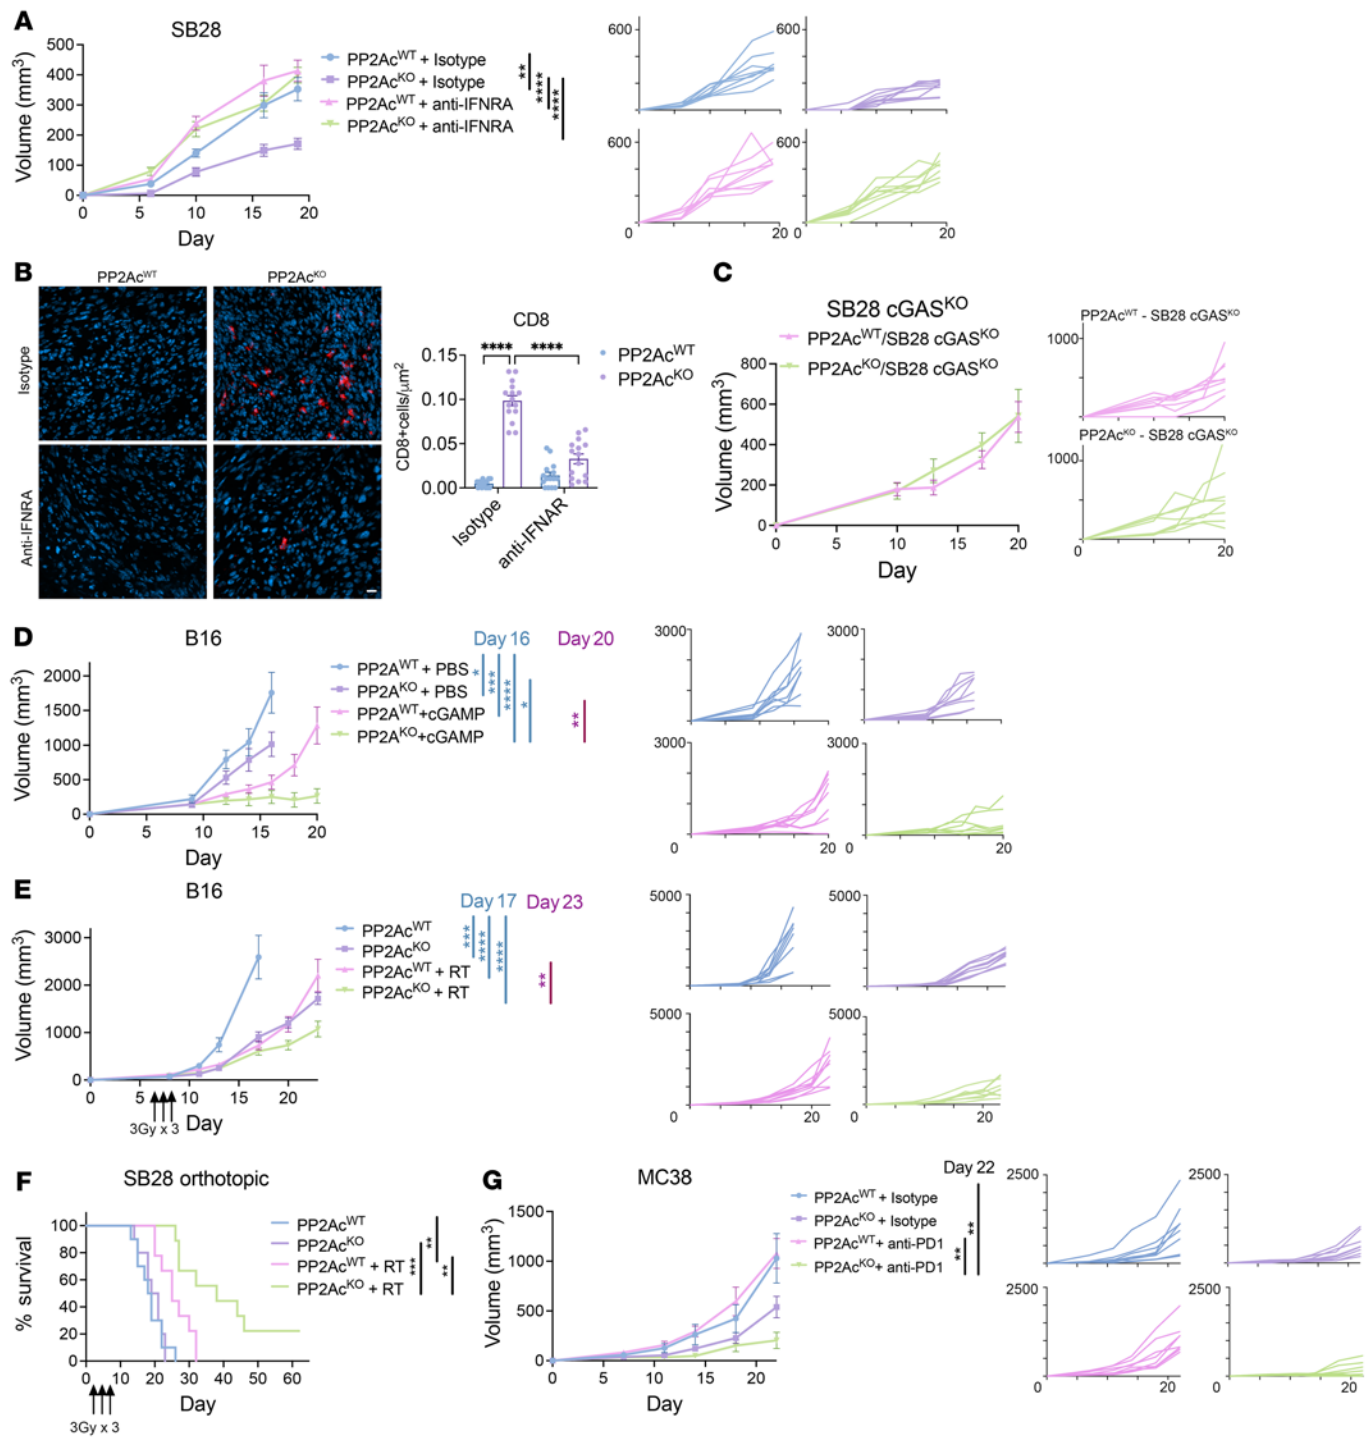 A
SB28
Volume (mm³)
500
400
300
200
100
0
0 5 10 15 20
Day
PP2Ac^WT + Isotype
PP2Ac^KO + Isotype
PP2Ac^WT + anti-IFNRA
PP2Ac^KO + anti-IFNRA
**
****
****
600
600
600
600
0 20 0 20
B
PP2Ac^WT
PP2Ac^KO
Isotype
Anti-IFNRA
CD8
CD8+cells/μm²
0.15
0.10
0.05
0.00
****
****
Isotype
anti-IFNAR
PP2Ac^WT
PP2Ac^KO
C
SB28 cGAS^KO
PP2Ac^WT/SB28 cGAS^KO
PP2Ac^KO/SB28 cGAS^KO
Volume (mm³)
800
600
400
200
0
0 5 10 15 20
Day
PP2Ac^WT - SB28 cGAS^KO
1000
PP2Ac^KO - SB28 cGAS^KO
1000
0 20
D
B16
Volume (mm³)
2000
1500
1000
500
0
0 5 10 15 20
Day
PP2A^WT + PBS
PP2A^KO + PBS
PP2A^WT+cGAMP
PP2A^KO+cGAMP
Day 16
*
***
****
*
Day 20
**
3000
3000
3000
3000
0 20 0 20
E
B16
Volume (mm³)
3000
2000
1000
0
0 5 10 15 20
3Gy x 3
Day
PP2Ac^WT
PP2Ac^KO
PP2Ac^WT + RT
PP2Ac^KO + RT
Day 17
***
****
****
Day 23
**
5000
5000
5000
5000
0 20 0 20
F
SB28 orthotopic
% survival
100
80
60
40
20
0
0 10 20 30 40 50 60
3Gy x 3
Day
PP2Ac^WT
PP2Ac^KO
PP2Ac^WT + RT
PP2Ac^KO + RT
***
**
**
G
MC38
Volume (mm³)
1500
1000
500
0
0 5 10 15 20
Day
PP2Ac^WT + Isotype
PP2Ac^KO + Isotype
PP2Ac^WT + anti-PD1
PP2Ac^KO+ anti-PD1
Day 22
**
**
2500
2500
2500
2500
0 20 0 20